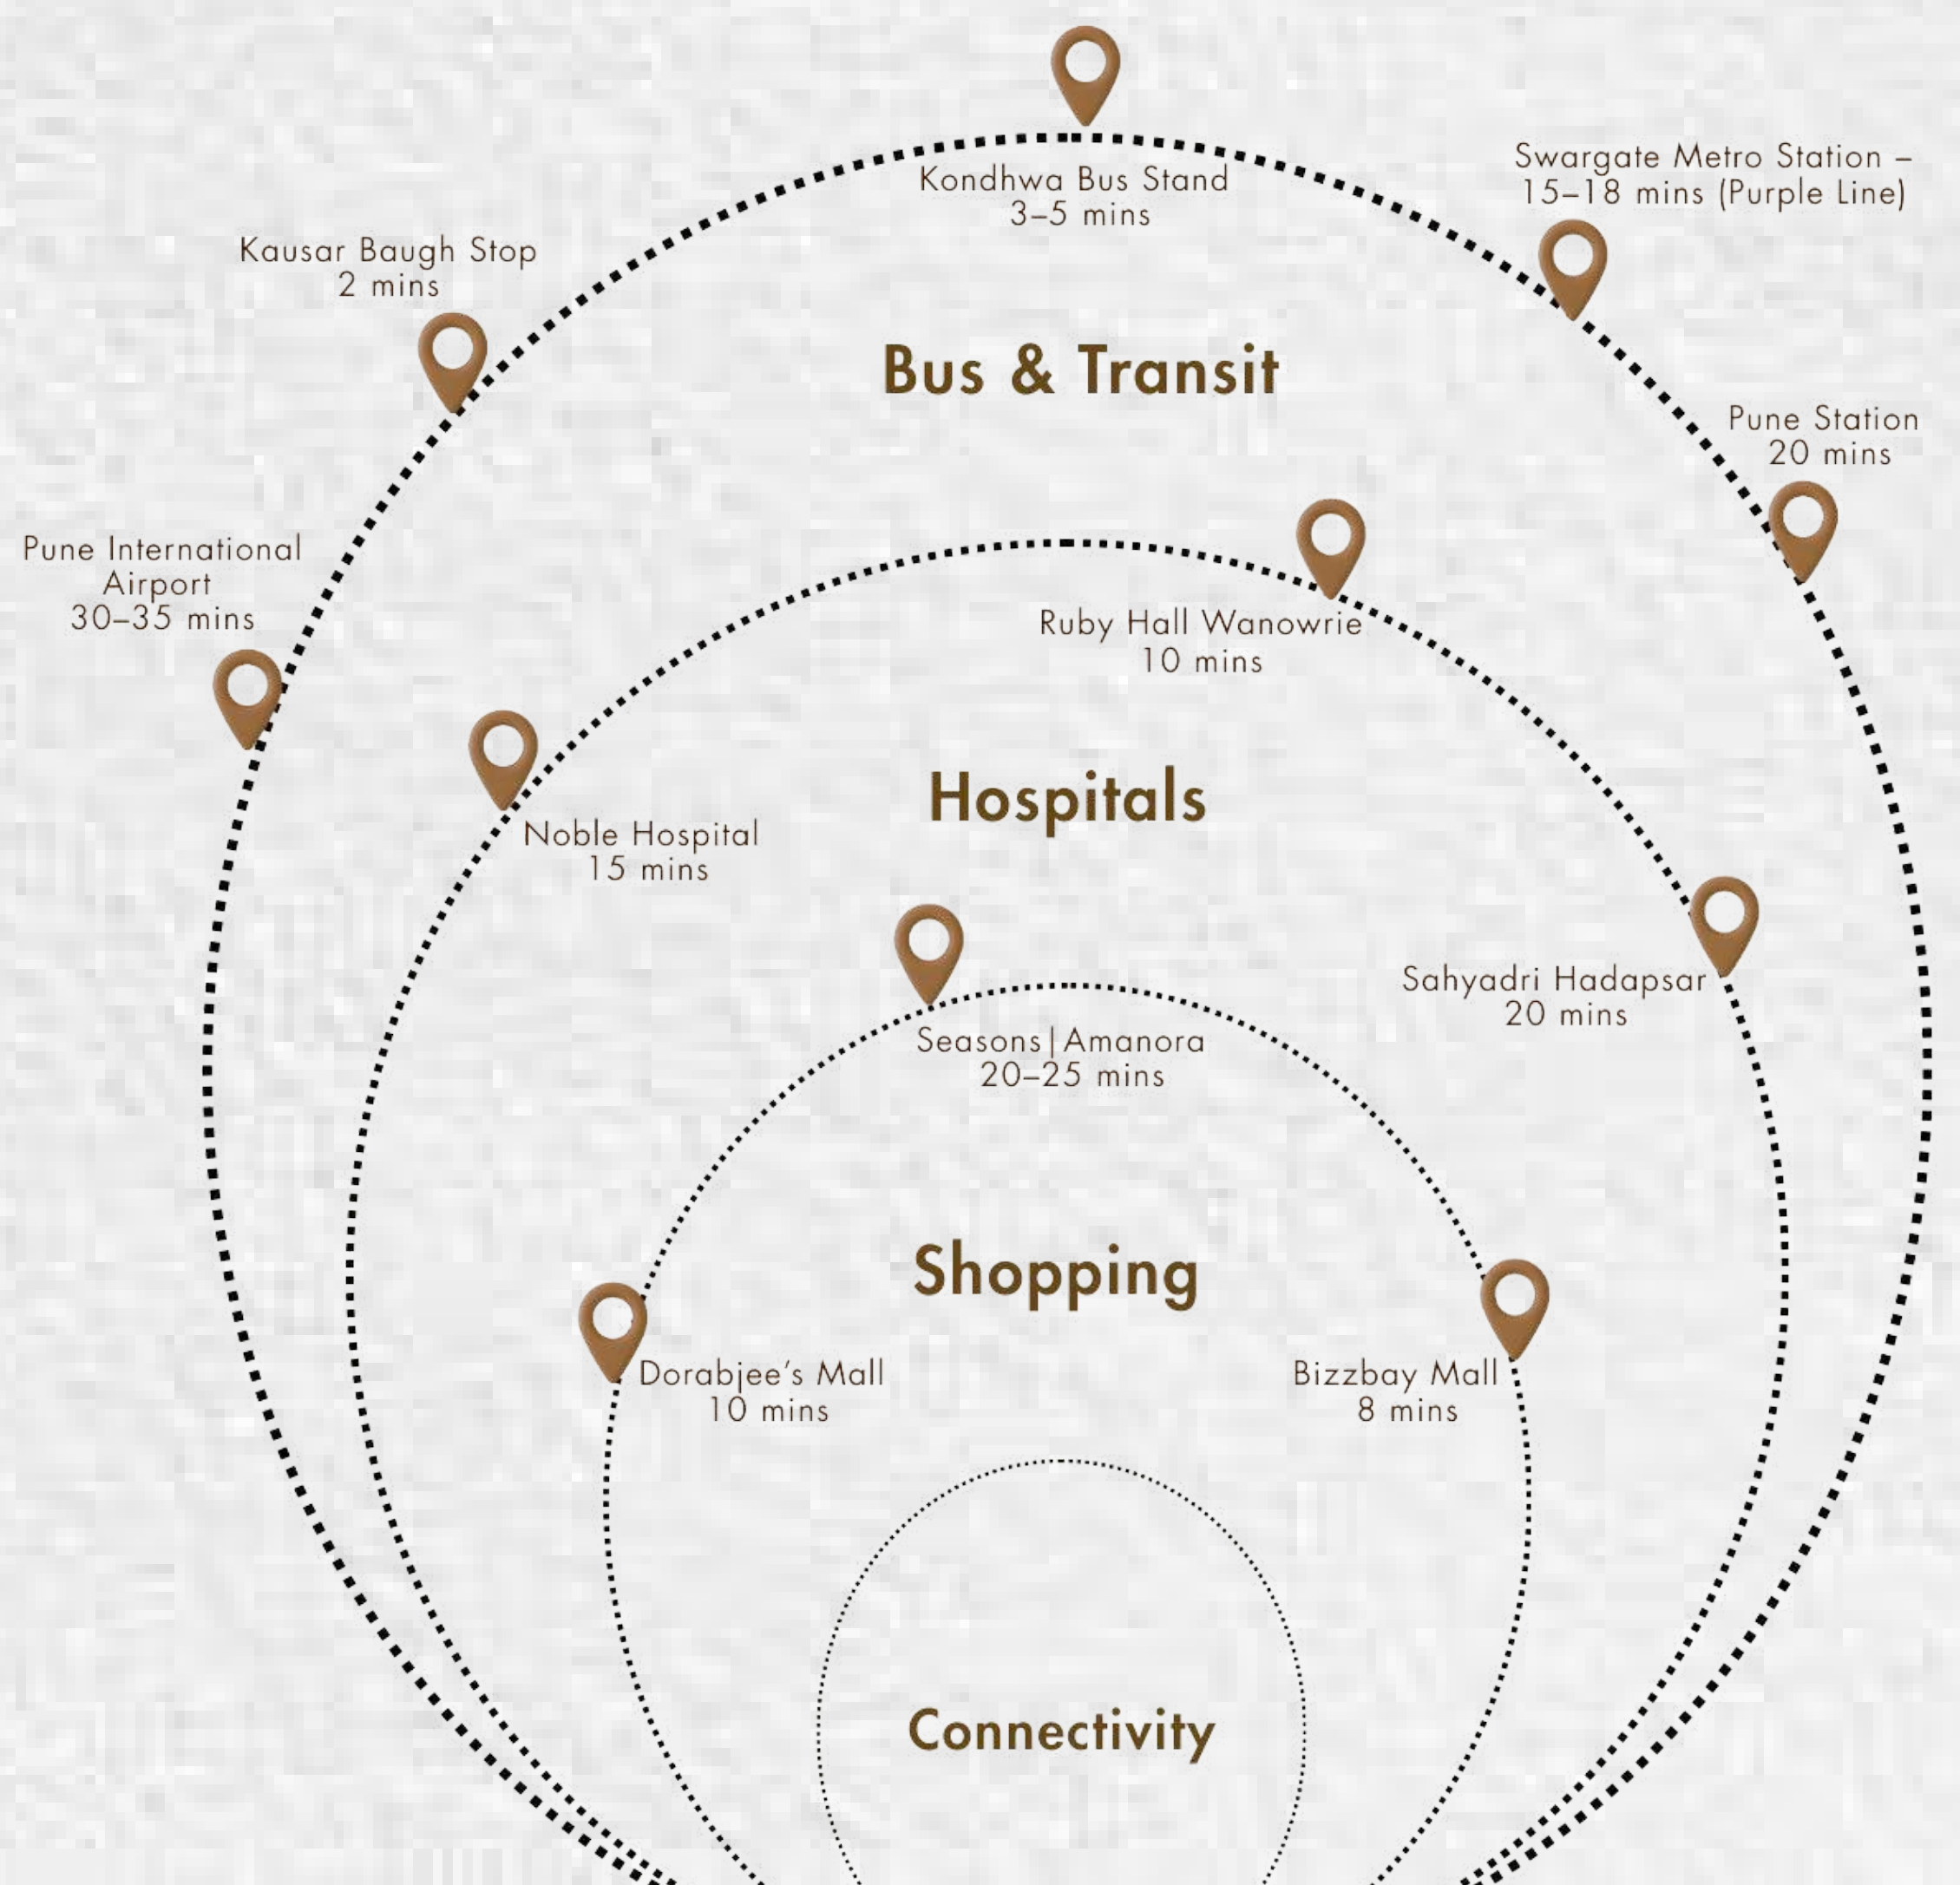 Kondhwa Bus Stand
3–5 mins
Swargate Metro Station –
15–18 mins (Purple Line)
Kausar Baugh Stop
2 mins
Bus & Transit
Pune Station
20 mins
Pune International
Airport
30–35 mins
Ruby Hall Wanowrie
10 mins
Hospitals
Noble Hospital
15 mins
Sahyadri Hadapsar
20 mins
Seasons|Amanora
20–25 mins
Shopping
Dorabjee’s Mall
10 mins
Bizzbay Mall
8 mins
Connectivity